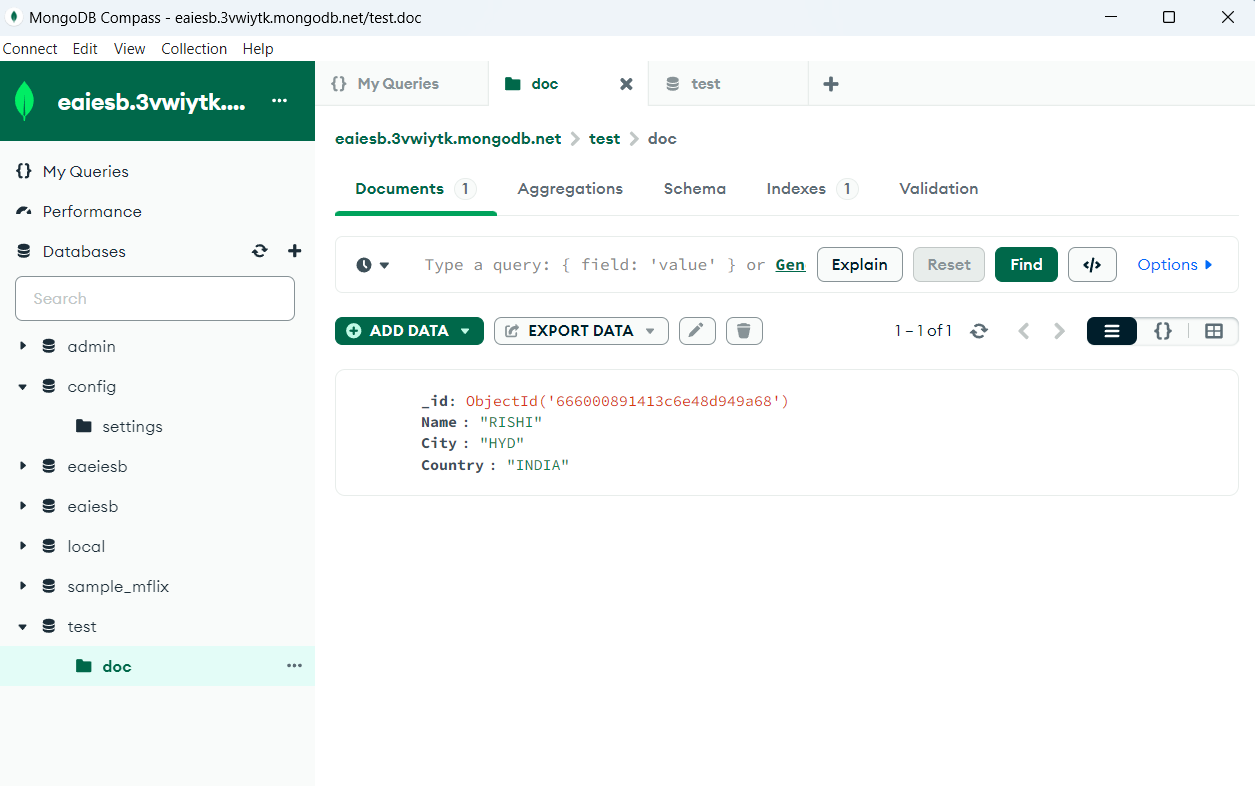 MongoDB Compass - eaiesb.3vwiytk.mongodb.net/test.doc
Connect Edit View Collection Help
eaiesb.3vwiytk.... ···
{} My Queries
doc
test
eaiesb.3vwiytk.mongodb.net > test > doc
Documents 1 Aggregations Schema Indexes 1 Validation
{} My Queries
Performance
Databases
Search
admin
config
settings
eaeiesb
eaiesb
local
sample_mflix
test
doc ···
Type a query: { field: 'value' } or Gen Explain Reset Find </> Options
ADD DATA EXPORT DATA 1 – 1 of 1 {}
_id: ObjectId('666000891413c6e48d949a68')
Name : "RISHI"
City : "HYD"
Country : "INDIA"